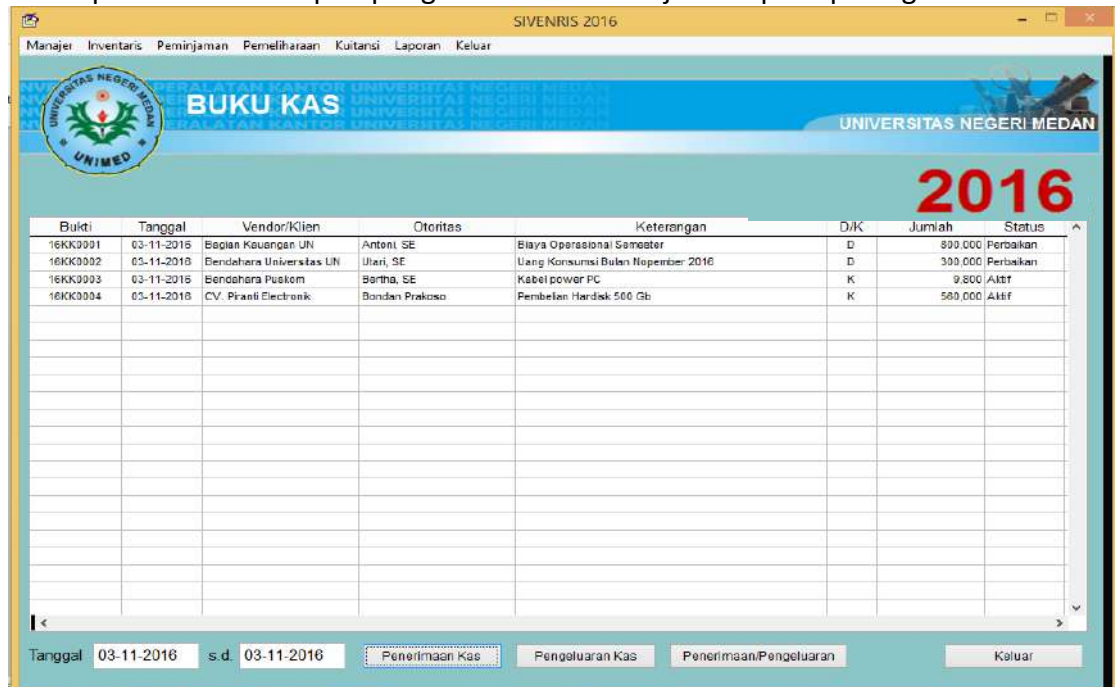 SIVENRIS 2016
Manajer Inventaris Peminjaman Pemeliharaan Kuitansi Laporan Keluar
UNIVERSITAS NEGERI MEDAN
UNIMED
BUKU KAS
UNIVERSITAS NEGERI MEDAN
2016
Bukti Tanggal Vendor/Klien Otoritas Keterangan D/K Jumlah Status
16KK0001 03-11-2016 Bagian Keuangan UN Antoni, SE Biaya Operasional Semester D 800,000 Perbaikan
16KK0002 03-11-2016 Bendahara Universitas UN Utari, SE Uang Konsumsi Bulan Nopember 2016 D 300,000 Perbaikan
16KK0003 03-11-2016 Bendahara Puskom Bertha, SE Kabel power PC K 9,800 Aktif
16KK0004 03-11-2016 CV. Piranti Electronik Bondan Prakoso Pembelian Hardisk 500 Gb K 560,000 Aktif
Tanggal 03-11-2016 s.d. 03-11-2016 Penerimaan Kas Pengeluaran Kas Penerimaan/Pengeluaran Keluar